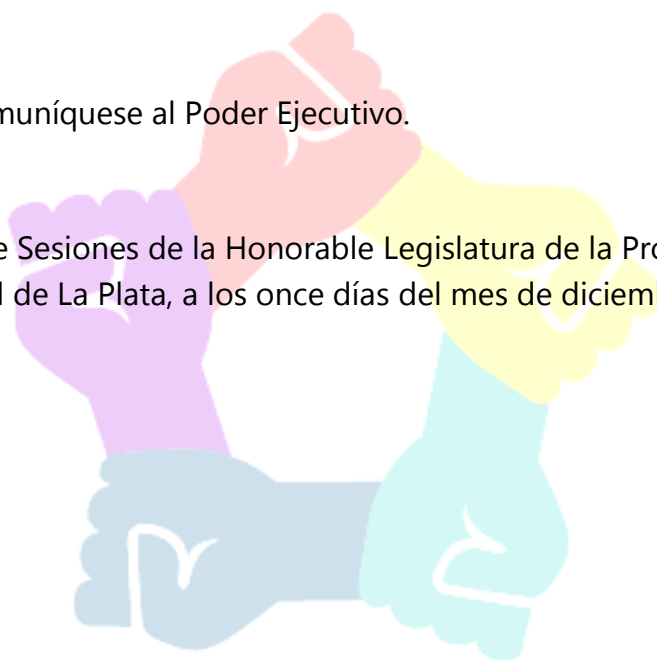 muníquese al Poder Ejecutivo.
e Sesiones de la Honorable Legislatura de la Pro
l de La Plata, a los once días del mes de diciem